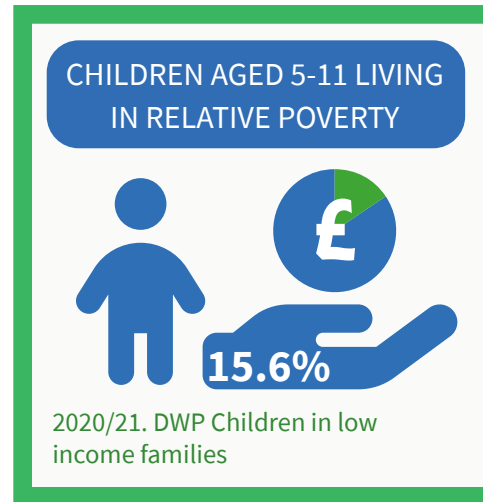 CHILDREN AGED 5-11 LIVING
IN RELATIVE POVERTY
£
15.6%
2020/21. DWP Children in low
income families